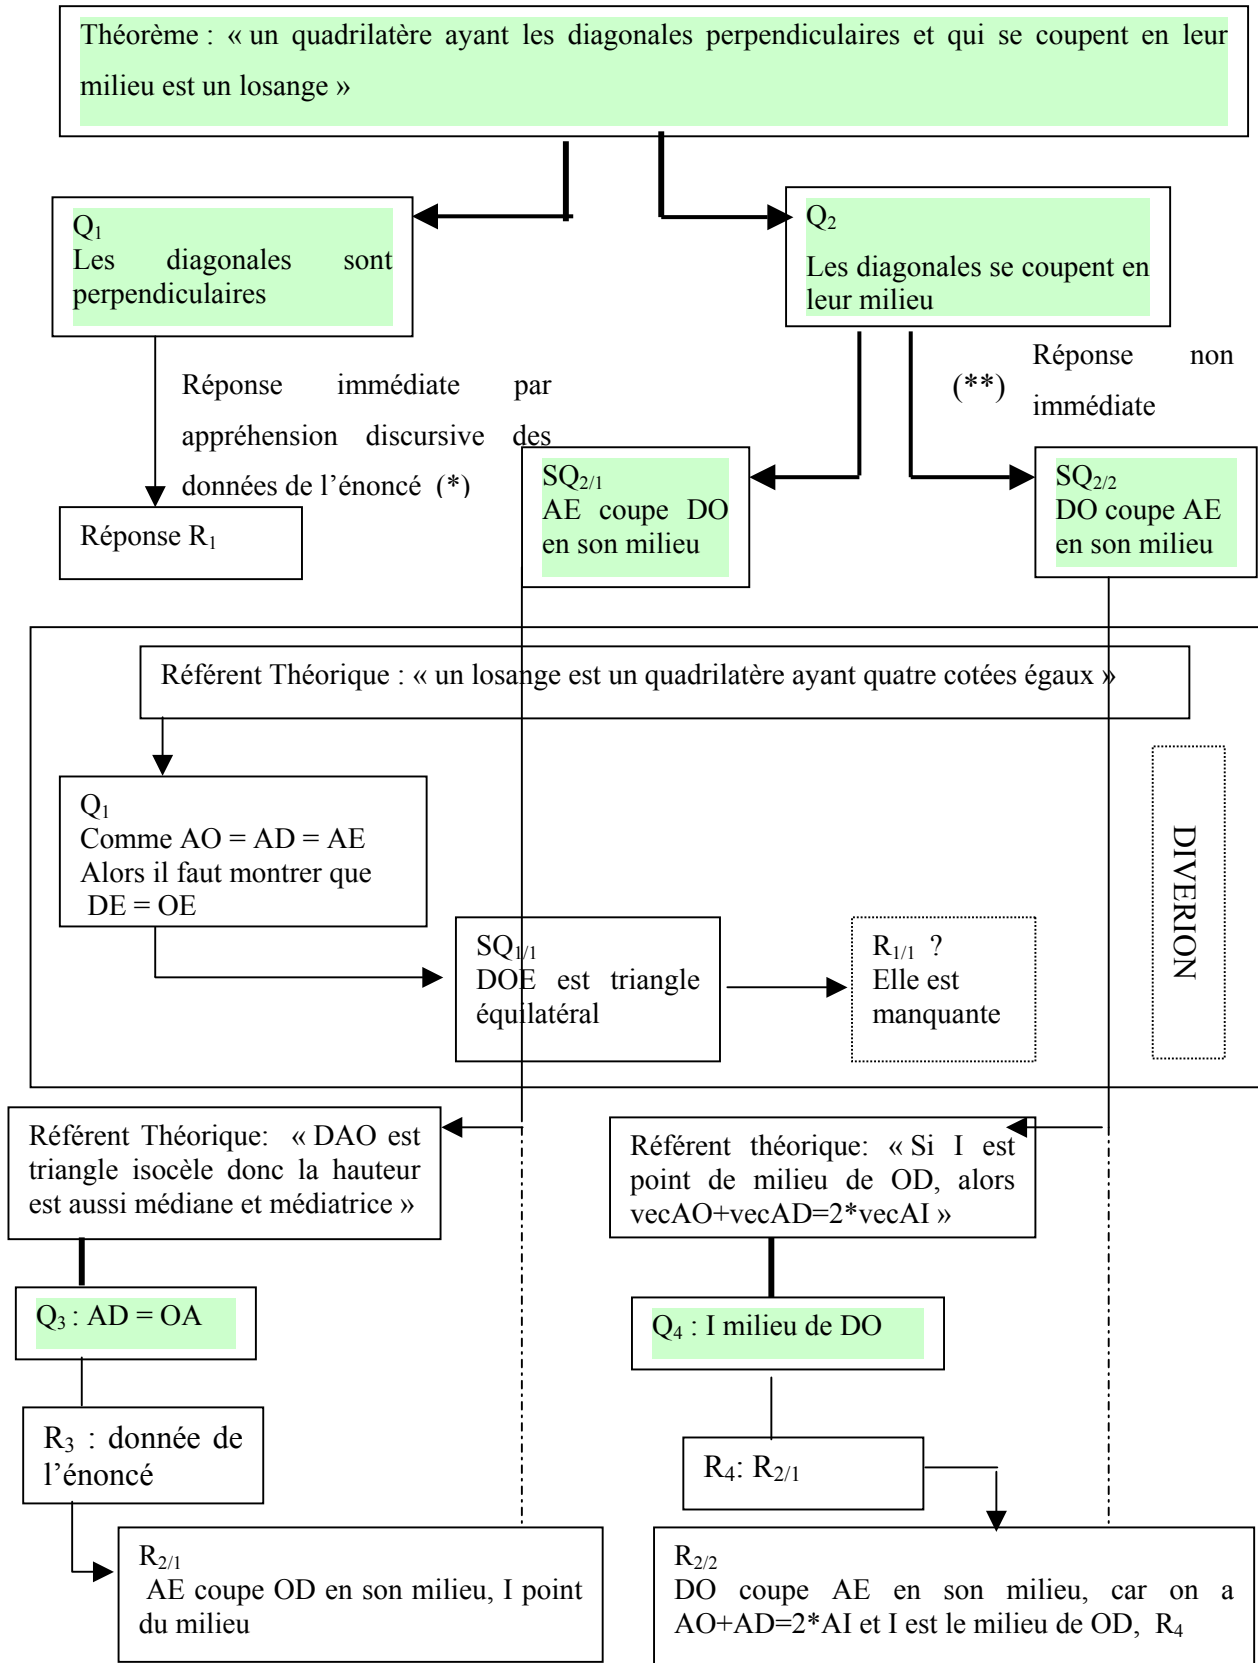 Théorème : « un quadrilatère ayant les diagonales perpendiculaires et qui se coupent en leur
milieu est un losange »
Q1
Les diagonales sont
perpendiculaires
Q2
Les diagonales se coupent en
leur milieu
Réponse immédiate par
appréhension discursive des
données de l’énoncé (*)
(**)
Réponse non
immédiate
Réponse R1
SQ2/1
AE coupe DO
en son milieu
SQ2/2
DO coupe AE
en son milieu
Référent Théorique : « un losange est un quadrilatère ayant quatre cotées égaux »
Q1
Comme AO = AD = AE
Alors il faut montrer que
DE = OE
SQ1/1
DOE est triangle
équilatéral
R1/1 ?
Elle est
manquante
DIVERION
Référent Théorique: « DAO est
triangle isocèle donc la hauteur
est aussi médiane et médiatrice »
Référent théorique: « Si I est
point de milieu de OD, alors
vecAO+vecAD=2*vecAI »
Q3 : AD = OA
Q4 : I milieu de DO
R3 : donnée de
l’énoncé
R4: R2/1
R2/1
AE coupe OD en son milieu, I point
du milieu
R2/2
DO coupe AE en son milieu, car on a
AO+AD=2*AI et I est le milieu de OD, R4